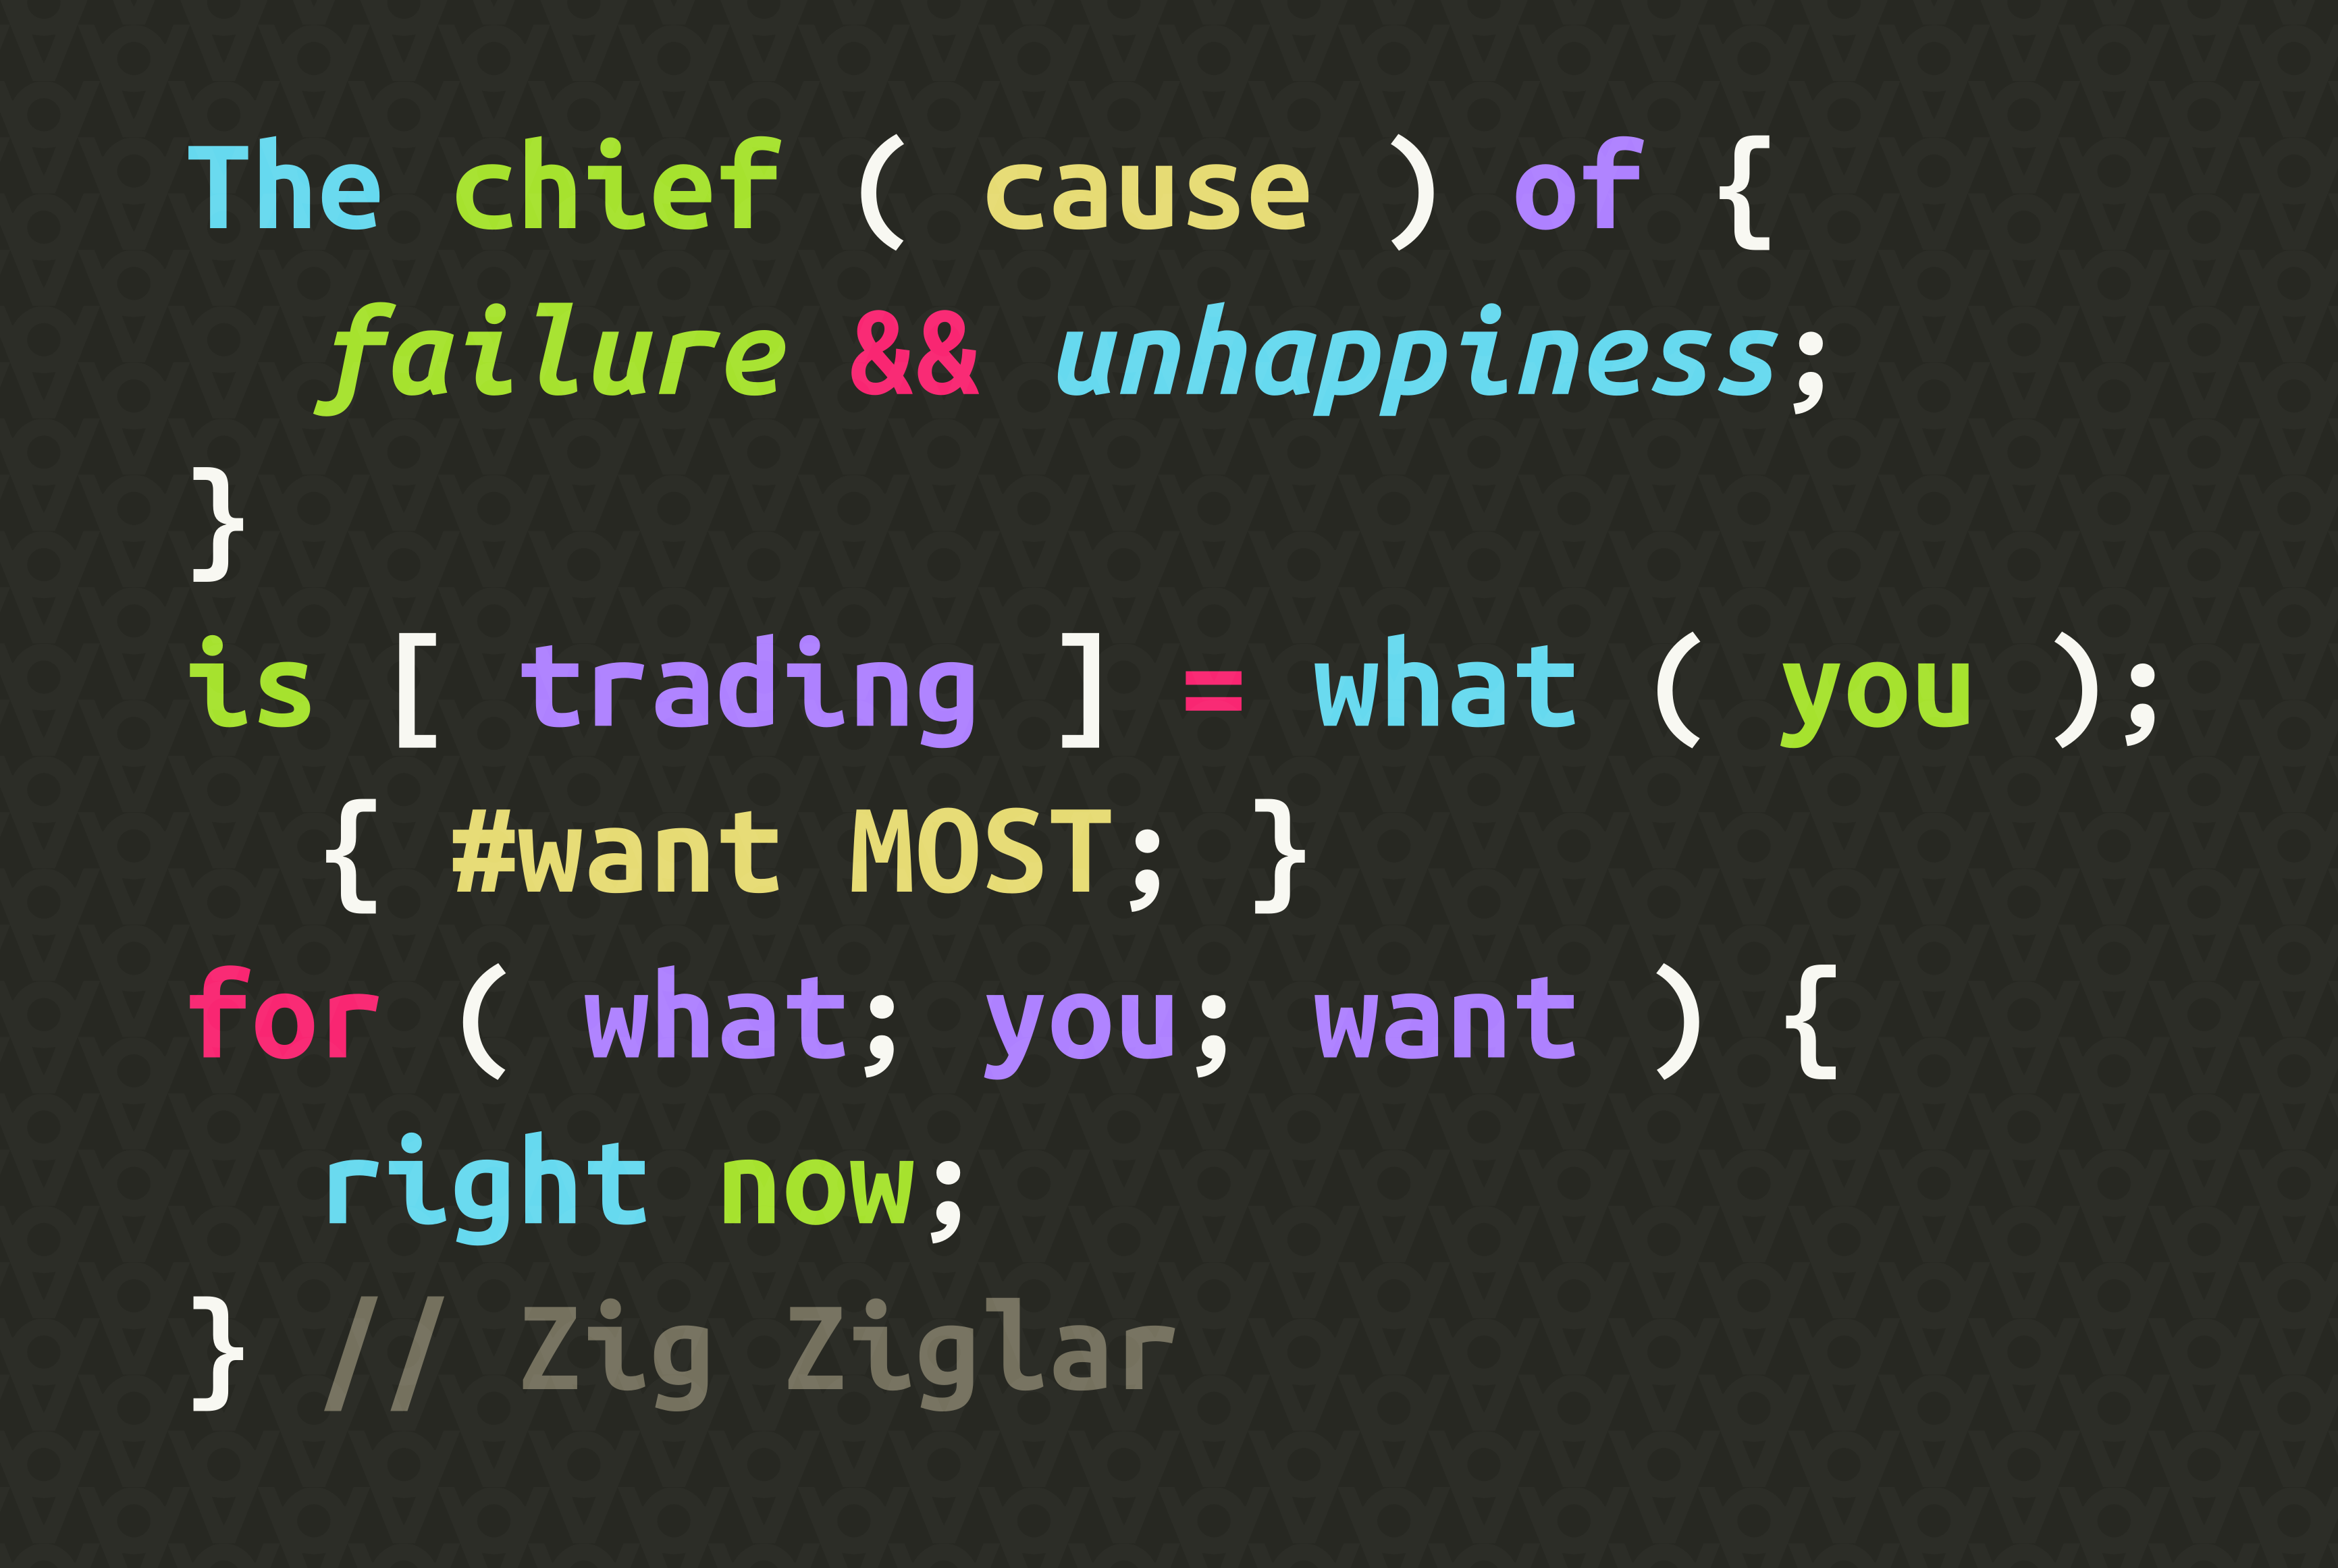 The chief ( cause ) of {
failure && unhappiness;
}
is [ trading ] = what ( you );
{ #want MOST; }
for ( what; you; want ) {
right now;
} // Zig Ziglar